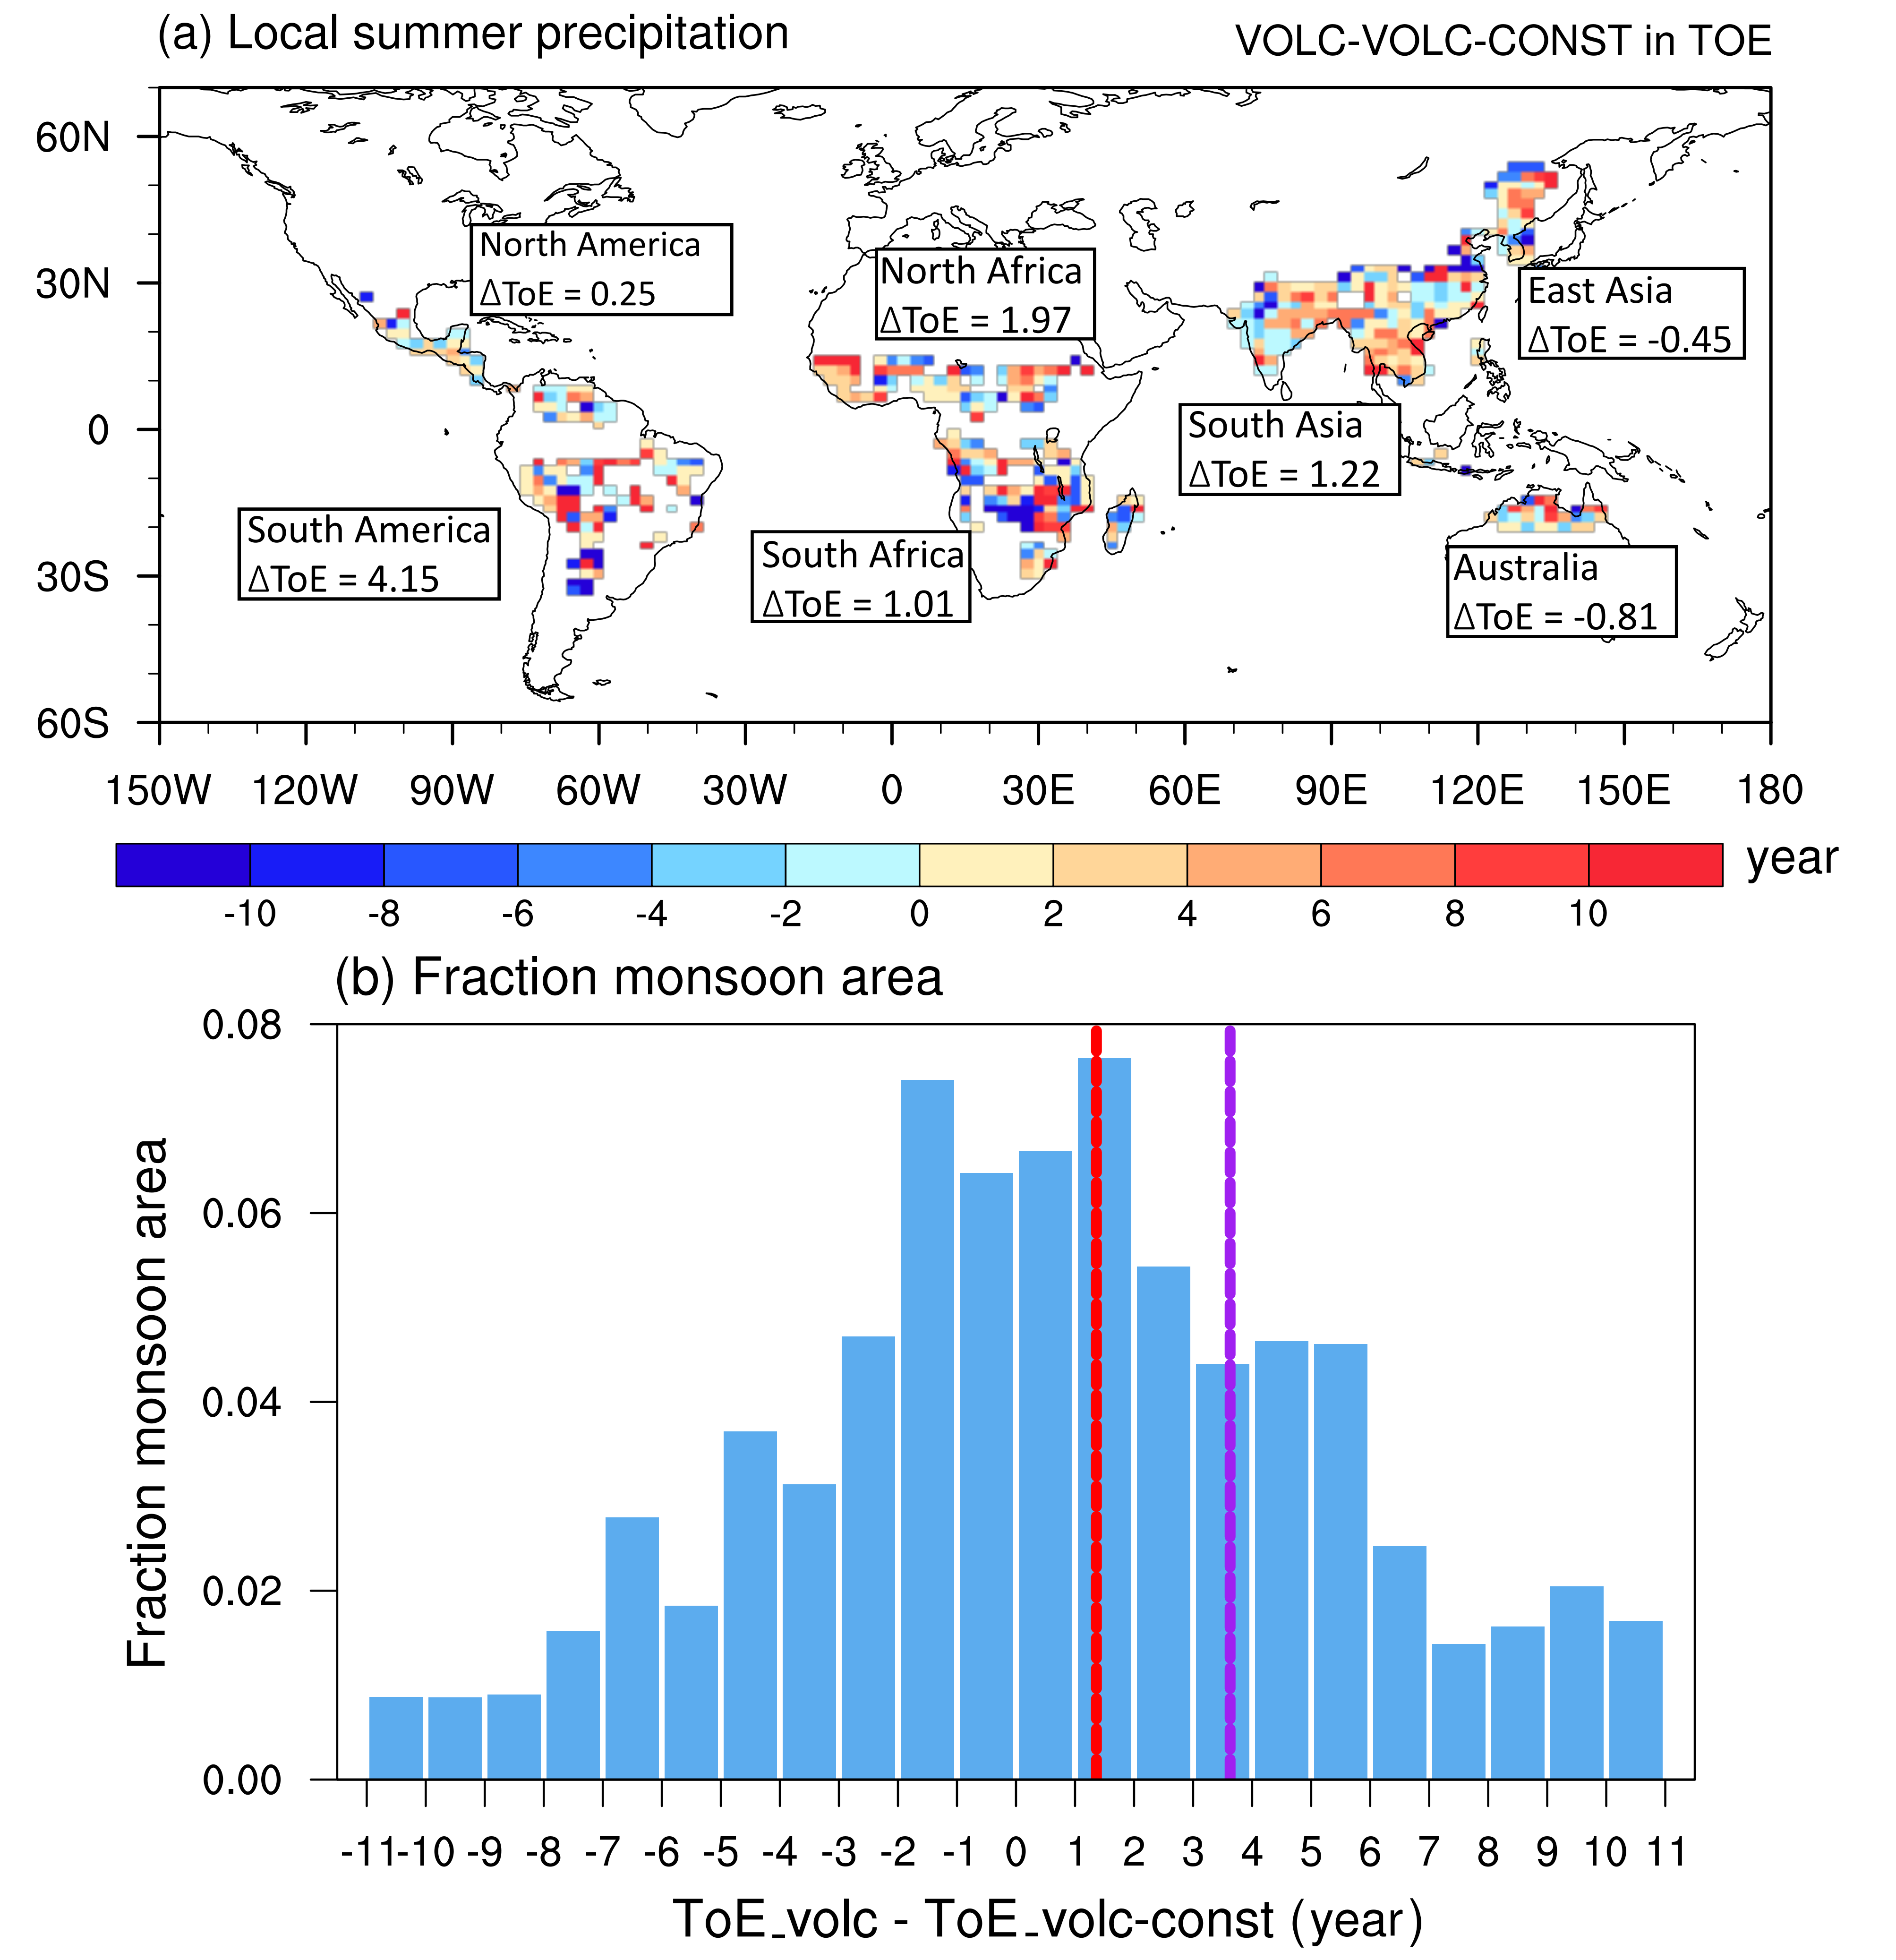 (a) Local summer precipitation
VOLC-VOLC-CONST in TOE
60N
30N
0
30S
60S
North America
ΔToE = 0.25
North Africa
ΔToE = 1.97
East Asia
ΔToE = -0.45
South Asia
ΔToE = 1.22
South America
ΔToE = 4.15
South Africa
ΔToE = 1.01
Australia
ΔToE = -0.81
150W 120W 90W 60W 30W 0 30E 60E 90E 120E 150E 180
year
-10 -8 -6 -4 -2 0 2 4 6 8 10
(b) Fraction monsoon area
Fraction monsoon area
0.08
0.06
0.04
0.02
0.00
-11 -10 -9 -8 -7 -6 -5 -4 -3 -2 -1 0 1 2 3 4 5 6 7 8 9 10 11
ToE_volc - ToE_volc-const (year)